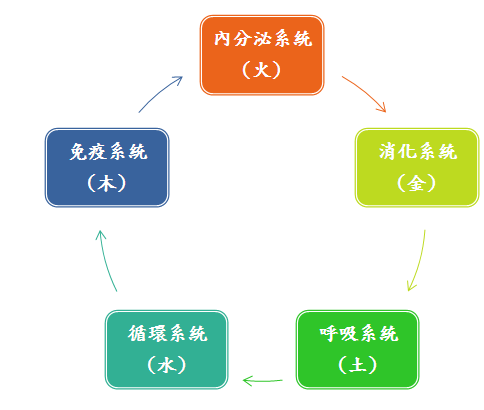 內分泌系統
（火）
消化系統
（金）
呼吸系統
（土）
循環系統
（水）
免疫系統
（木）